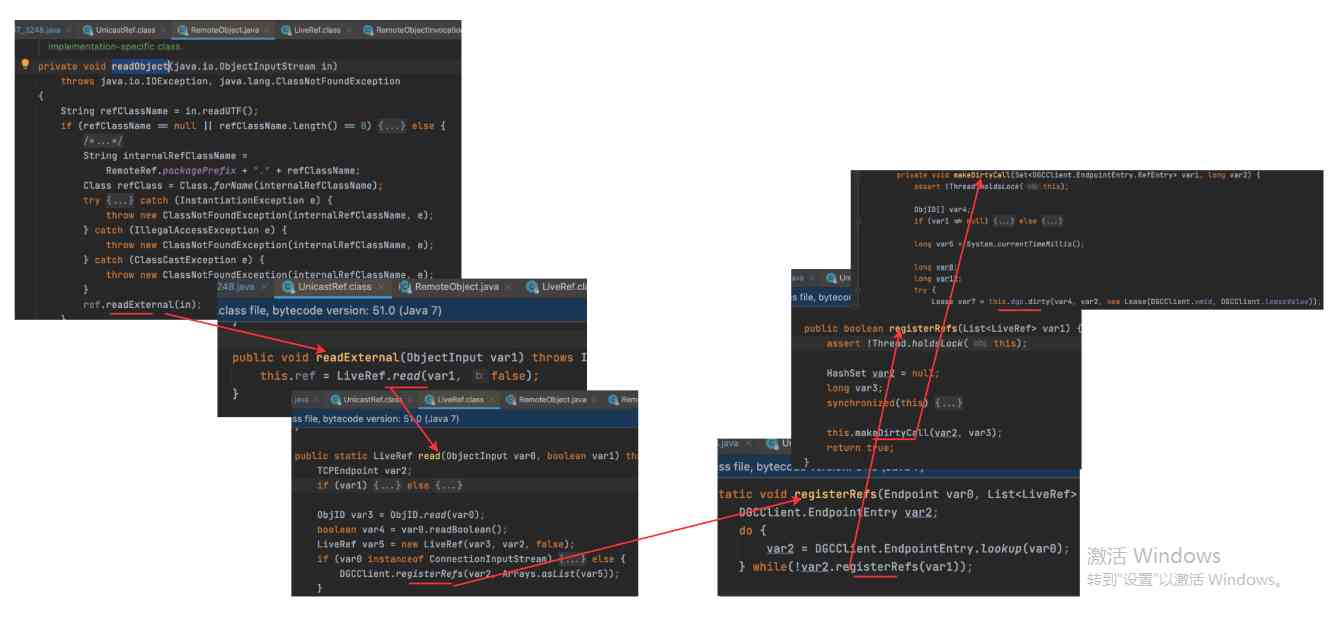 T_3248.java UnicastRef.class RemoteObject.java LiveRef.class RemoteObjectInvocation
implementation-specific class.
private void readObject(java.io.ObjectInputStream in)
throws java.io.IOException, java.lang.ClassNotFoundException
{
String refClassName = in.readUTF();
if (refClassName == null || refClassName.length() == 0) {...} else {
/*...*/
String internalRefClassName =
RemoteRef.packagePrefix + "." + refClassName;
Class refClass = Class.forName(internalRefClassName);
try {...} catch (InstantiationException e) {
throw new ClassNotFoundException(internalRefClassName, e);
} catch (IllegalAccessException e) {
throw new ClassNotFoundException(internalRefClassName, e);
} catch (ClassCastException e) {
throw new ClassNotFoundException(internalRefClassName, e);
}
ref.readExternal(in);
}
248.java UnicastRef.class RemoteObject.java LiveRef.cl
.class file, bytecode version: 51.0 (Java 7)
}
public void readExternal(ObjectInput var1) throws I
this.ref = LiveRef.read(var1, b: false);
}
java UnicastRef.class LiveRef.class RemoteObject.java Rem
ss file, bytecode version: 51.0 (Java 7)
}
public static LiveRef read(ObjectInput var0, boolean var1) th
TCPEndpoint var2;
if (var1) {...} else {...}
ObjID var3 = ObjID.read(var0);
boolean var4 = var0.readBoolean();
LiveRef var5 = new LiveRef(var3, var2, false);
if (var0 instanceof ConnectionInputStream) {...} else {
DGCClient.registerRefs(var2, Arrays.asList(var5));
}
.java Un
ss file, bytec
tatic void registerRefs(Endpoint var0, List<LiveRef>
DGCClient.EndpointEntry var2;
do {
var2 = DGCClient.EndpointEntry.lookup(var0);
} while(!var2.registerRefs(var1));
ava Un
s file, byteco
public boolean registerRefs(List<LiveRef> var1) {
assert !Thread.holdsLock( obj: this);
HashSet var2 = null;
long var3;
synchronized(this) {...}
this.makeDirtyCall(var2, var3);
return true;
}
private void makeDirtyCall(Set<DGCClient.EndpointEntry.RefEntry> var1, long var2) {
assert !Thread.holdsLock( obj: this);
ObjID[] var4;
if (var1 != null) {...} else {...}
long var5 = System.currentTimeMillis();
long var8;
long var12;
try {
Lease var7 = this.dgc.dirty(var4, var2, new Lease(DGCClient.vmid, DGCClient.leaseValue));
激活 Windows
转到"设置"以激活 Windows。